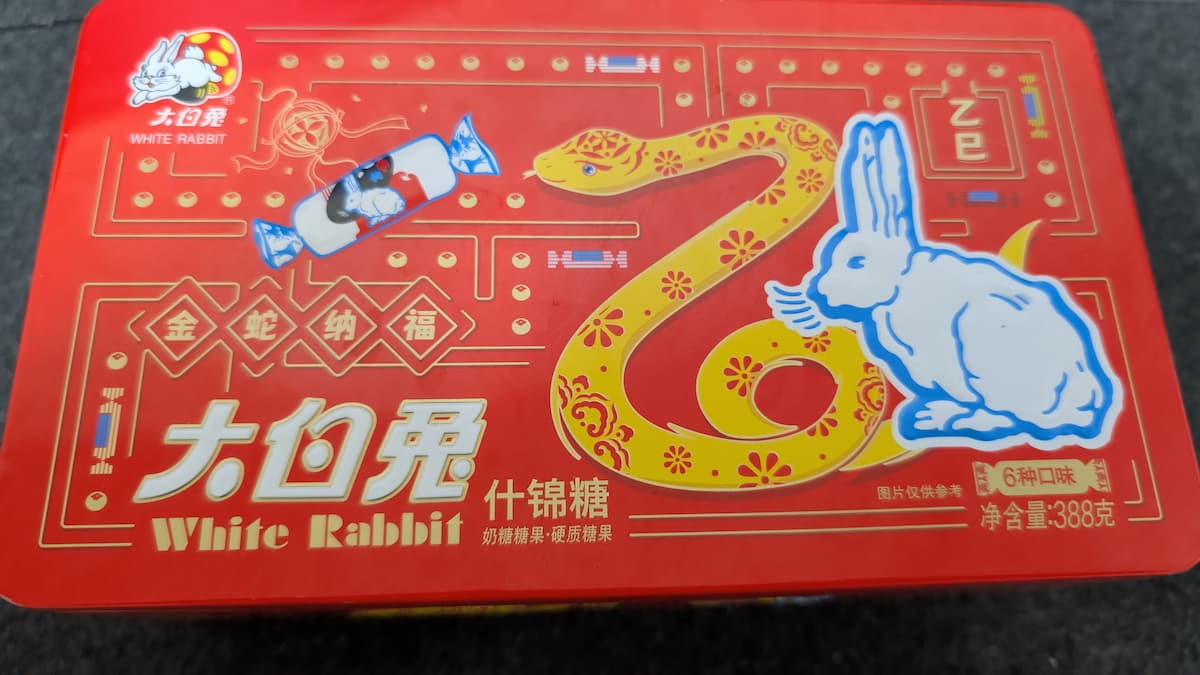 大白兔
WHITE RABBIT
乙巳
金蛇纳福
大白兔
White Rabbit
什锦糖
奶糖糖果·硬质糖果
图片仅供参考
6种口味
净含量:388克